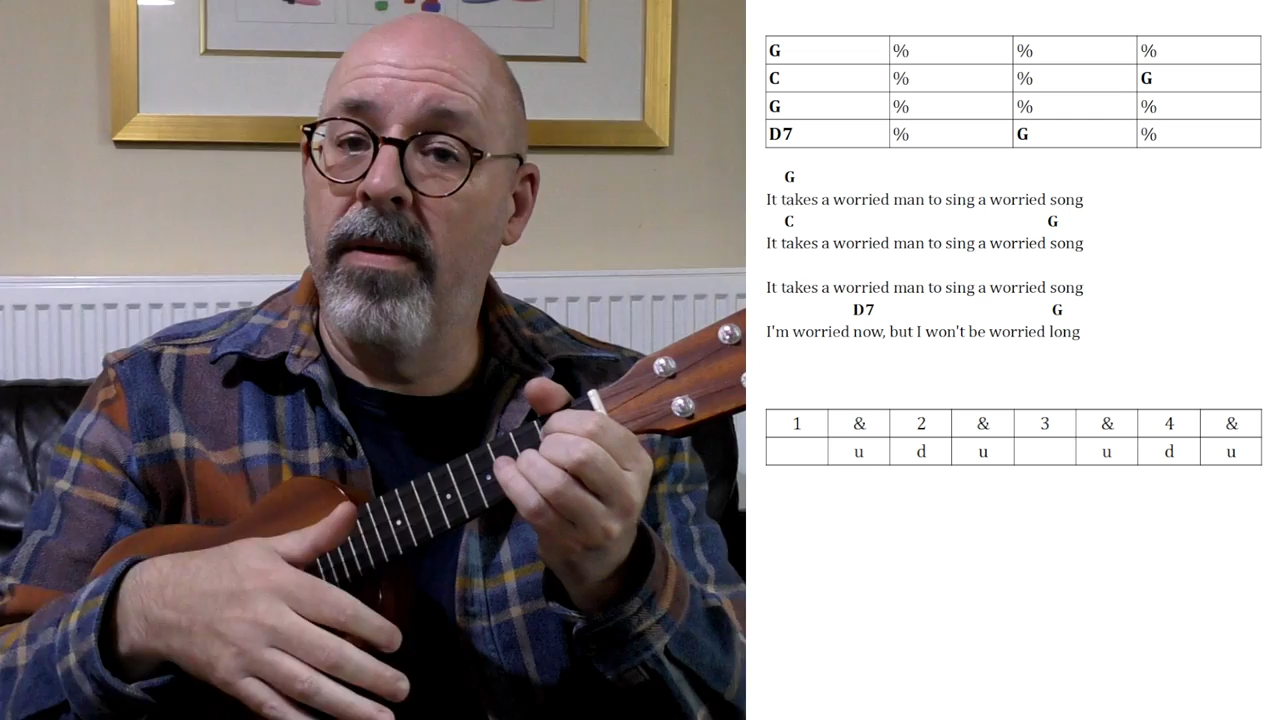 G % % %
C % % G
G % % %
D7 % G %
G
It takes a worried man to sing a worried song
C G
It takes a worried man to sing a worried song
It takes a worried man to sing a worried song
D7 G
I'm worried now, but I won't be worried long
1 & 2 & 3 & 4 &
u d u u d u